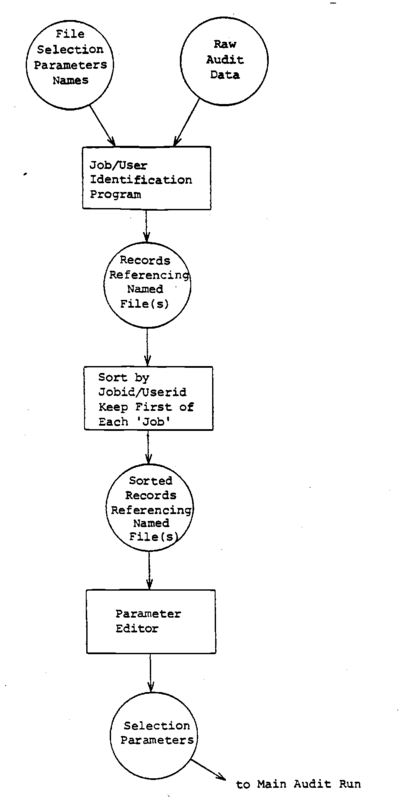 File
Selection
Parameters
Names
Raw
Audit
Data
Job/User
Identification
Program
Records
Referencing
Named
File(s)
Sort by
Jobid/Userid
Keep First of
Each 'Job'
Sorted
Records
Referencing
Named
File(s)
Parameter
Editor
Selection
Parameters
to Main Audit Run